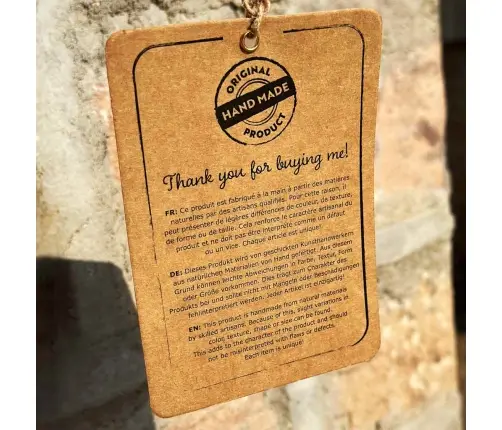 ORIGINAL
HAND MADE
PRODUCT
Thank you for buying me!
FR: Ce produit est fabriqué à la main à partir des matières
naturelles par des artisans qualifiés. Pour cette raison, il
peut présenter de légères différences de couleur, de texture,
de forme ou de taille. Cela renforce le caractère artisanal du
produit et ne doit pas être interprété comme un défaut
ou un vice. Chaque article est unique!
DE: Dieses Produkt wird von geschickten Kunsthandwerkern
aus natürlichen Materialien von Hand gefertigt. Aus diesem
Grund können leichte Abweichungen in Farbe, Textur, Form
oder Größe vorkommen. Dies trägt zum Charakter des
Produkts bei und sollte nicht mit Mängeln oder Beschädigungen
fehlinterpretiert werden. Jeder Artikel ist einzigartig!
EN: This product is handmade from natural materials
by skilled artisans. Because of this, slight variations in
color, texture, shape or size can be found.
This adds to the character of the product and should
not be misinterpreted with flaws or defects.
Each item is unique!